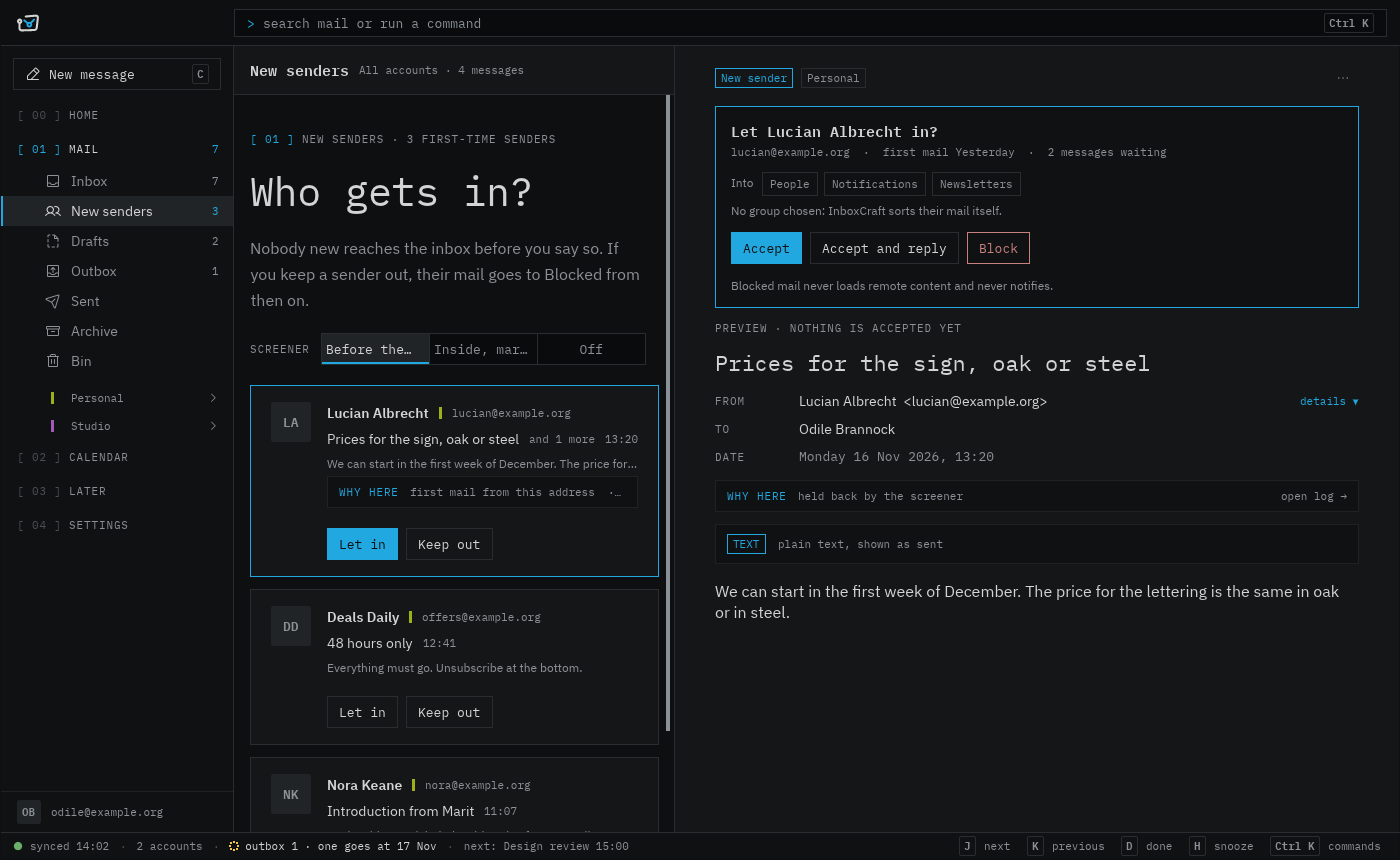 > search mail or run a command Ctrl K
New message C
[ 00 ] HOME
[ 01 ] MAIL 7
Inbox 7
New senders 3
Drafts 2
Outbox 1
Sent
Archive
Bin
Personal
Studio
[ 02 ] CALENDAR
[ 03 ] LATER
[ 04 ] SETTINGS
OB odile@example.org
New senders All accounts · 4 messages
[ 01 ] NEW SENDERS · 3 FIRST-TIME SENDERS
Who gets in?
Nobody new reaches the inbox before you say so. If
you keep a sender out, their mail goes to Blocked from
then on.
SCREENER Before the… Inside, mar… Off
LA Lucian Albrecht lucian@example.org
Prices for the sign, oak or steel and 1 more 13:20
We can start in the first week of December. The price for…
WHY HERE first mail from this address ·…
Let in Keep out
DD Deals Daily offers@example.org
48 hours only 12:41
Everything must go. Unsubscribe at the bottom.
Let in Keep out
NK Nora Keane nora@example.org
Introduction from Marit 11:07
New sender Personal ···
Let Lucian Albrecht in?
lucian@example.org · first mail Yesterday · 2 messages waiting
Into People Notifications Newsletters
No group chosen: InboxCraft sorts their mail itself.
Accept Accept and reply Block
Blocked mail never loads remote content and never notifies.
PREVIEW · NOTHING IS ACCEPTED YET
Prices for the sign, oak or steel
FROM Lucian Albrecht <lucian@example.org> details ▾
TO Odile Brannock
DATE Monday 16 Nov 2026, 13:20
WHY HERE held back by the screener open log →
TEXT plain text, shown as sent
We can start in the first week of December. The price for the lettering is the same in oak
or in steel.
synced 14:02 · 2 accounts · outbox 1 · one goes at 17 Nov · next: Design review 15:00 J next K previous D done H snooze Ctrl K commands